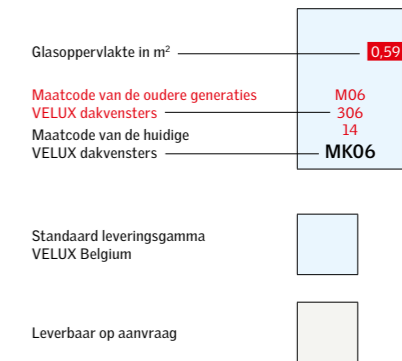 Glasoppervlakte in m²
0,59
Maatcode van de oudere generaties
VELUX dakvensters
M06
306
14
Maatcode van de huidige
VELUX dakvensters
MK06
Standaard leveringsgamma
VELUX Belgium
Leverbaar op aanvraag